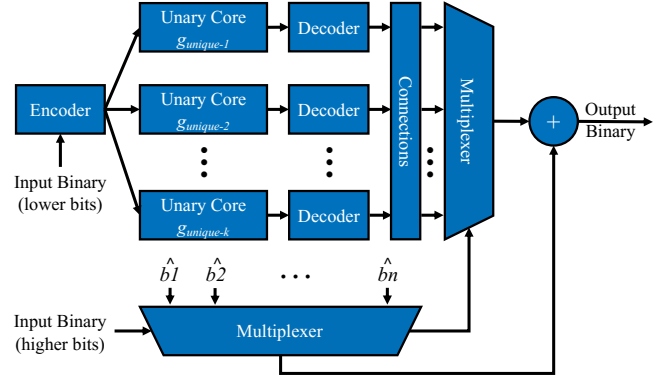 Unary Core
g_unique-1
Decoder
Encoder
Unary Core
g_unique-2
Decoder
Connections
Multiplexer
+
Output
Binary
Input Binary
(lower bits)
Unary Core
g_unique-k
Decoder
b̂1
b̂2
b̂n
Input Binary
(higher bits)
Multiplexer